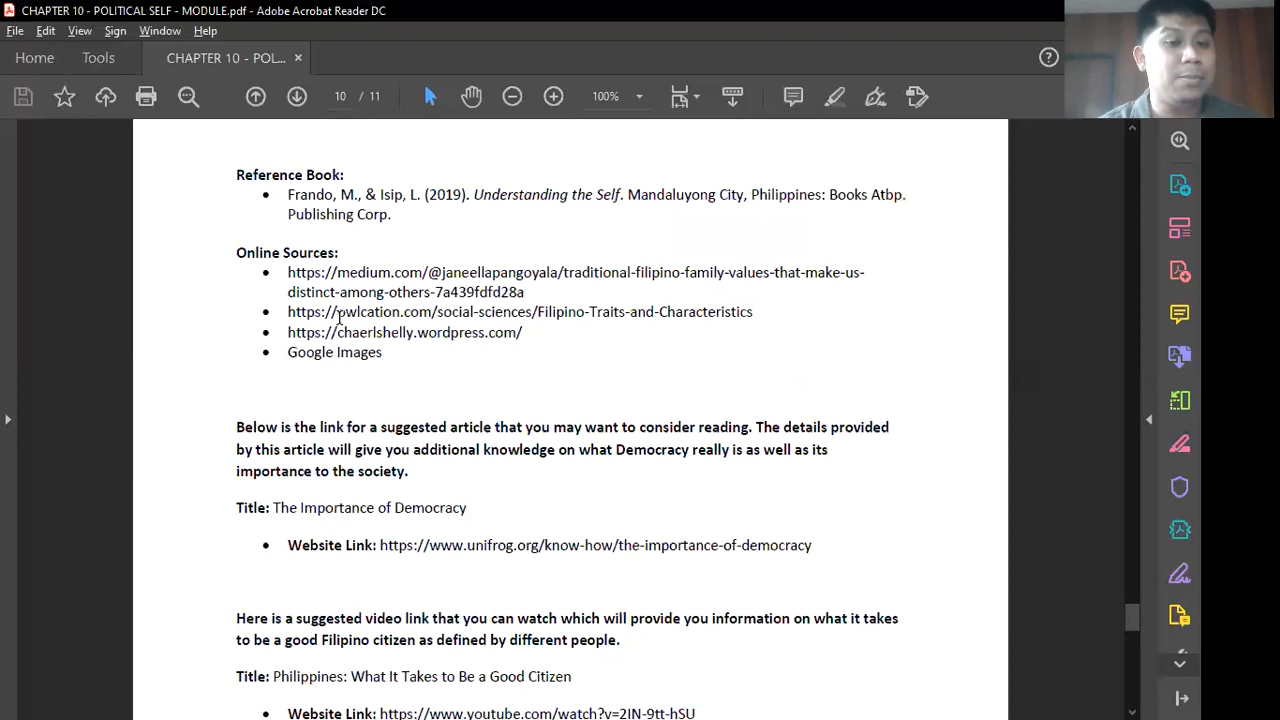 CHAPTER 10 - POLITICAL SELF - MODULE.pdf - Adobe Acrobat Reader DC
File Edit View Sign Window Help
Home Tools CHAPTER 10 - POL... ×
10 / 11 100%
Reference Book:
• Frando, M., & Isip, L. (2019). Understanding the Self. Mandaluyong City, Philippines: Books Atbp.
Publishing Corp.
Online Sources:
• https://medium.com/@janeellapangoyala/traditional-filipino-family-values-that-make-us-
distinct-among-others-7a439fdfd28a
• https://owlcation.com/social-sciences/Filipino-Traits-and-Characteristics
• https://chaerlshelly.wordpress.com/
• Google Images
Below is the link for a suggested article that you may want to consider reading. The details provided
by this article will give you additional knowledge on what Democracy really is as well as its
importance to the society.
Title: The Importance of Democracy
• Website Link: https://www.unifrog.org/know-how/the-importance-of-democracy
Here is a suggested video link that you can watch which will provide you information on what it takes
to be a good Filipino citizen as defined by different people.
Title: Philippines: What It Takes to Be a Good Citizen
• Website Link: https://www.youtube.com/watch?v=2IN-9tt-hSU